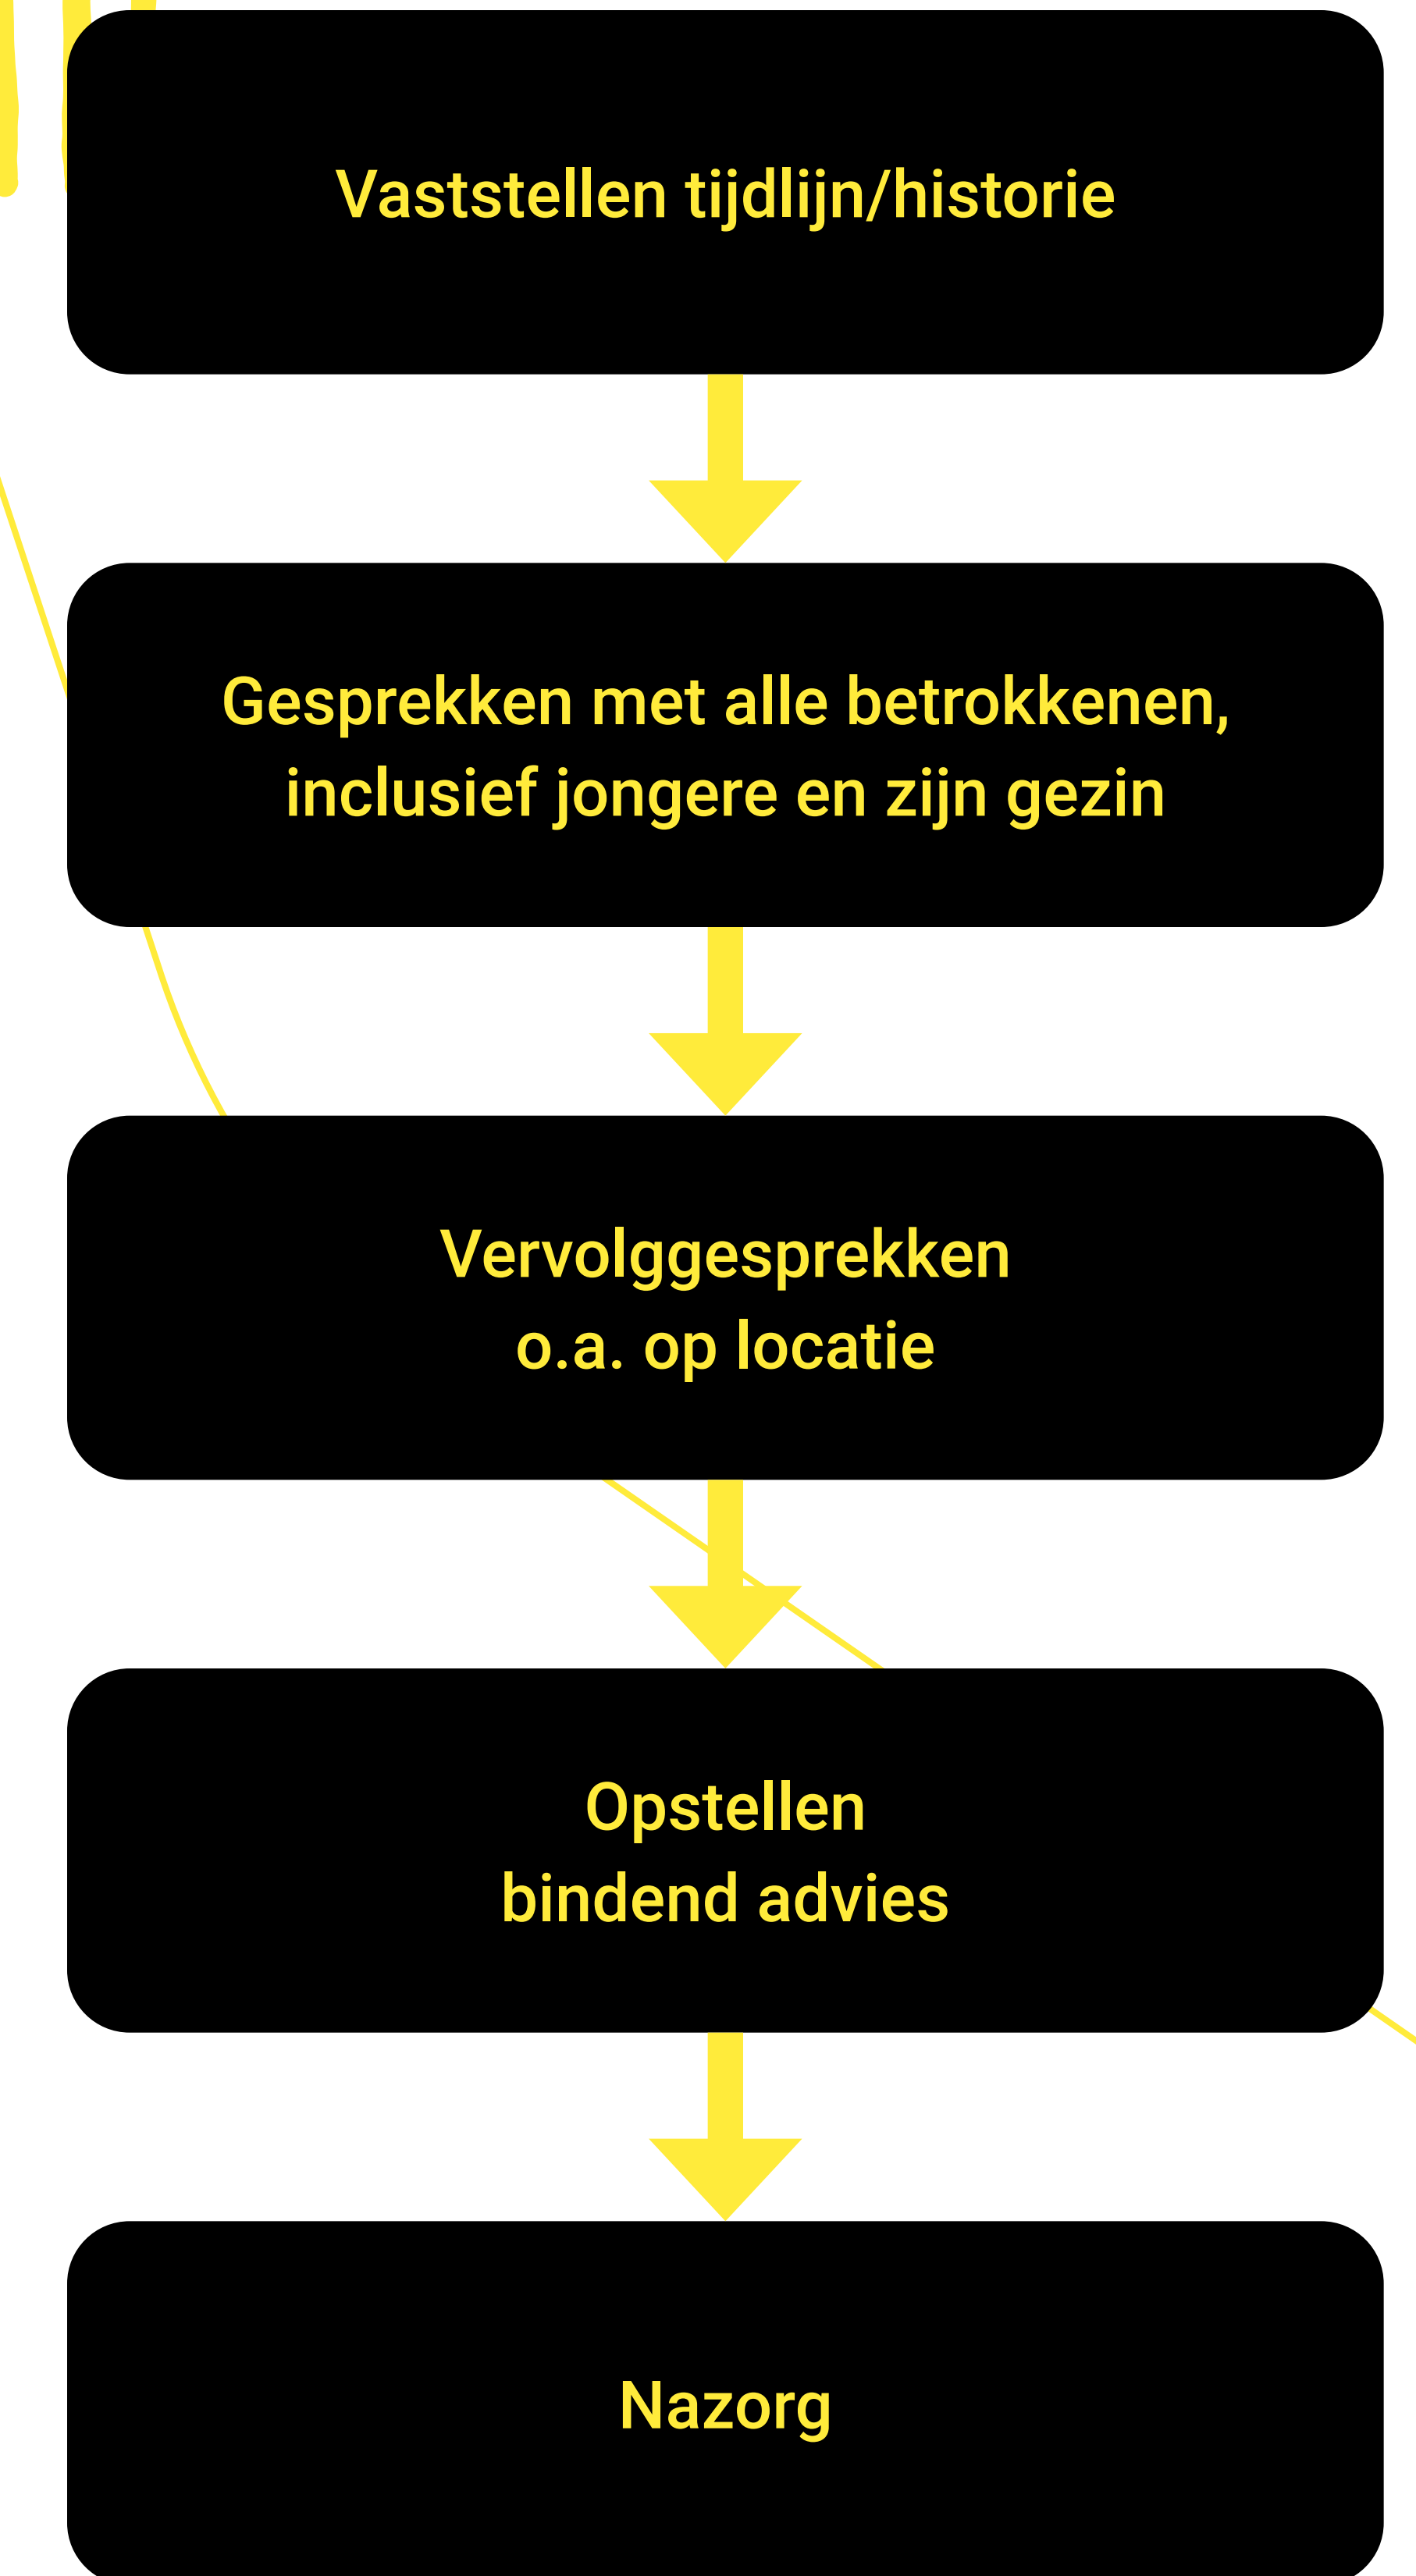 Vaststellen tijdlijn/historie
Gesprekken met alle betrokkenen,
inclusief jongere en zijn gezin
Vervolggesprekken
o.a. op locatie
Opstellen
bindend advies
Nazorg